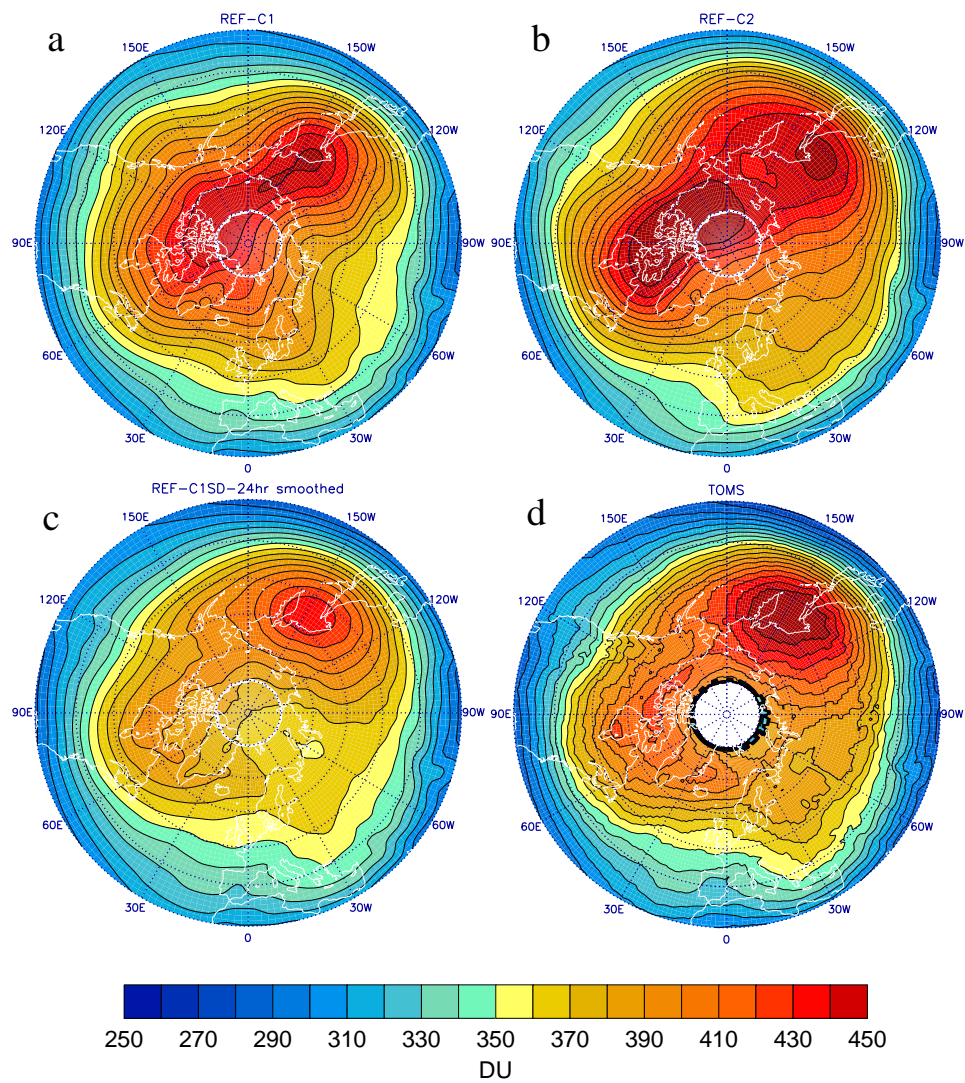 a
REF-C1
150E
150W
120E
120W
90E
90W
60E
60W
30E
30W
0
b
REF-C2
150E
150W
120E
120W
90E
90W
60E
60W
30E
30W
0
c
REF-C1SD-24hr smoothed
150E
150W
120E
120W
90E
90W
60E
60W
30E
30W
0
d
TOMS
150E
150W
120E
120W
90E
90W
60E
60W
30E
30W
0
250 270 290 310 330 350 370 390 410 430 450
DU